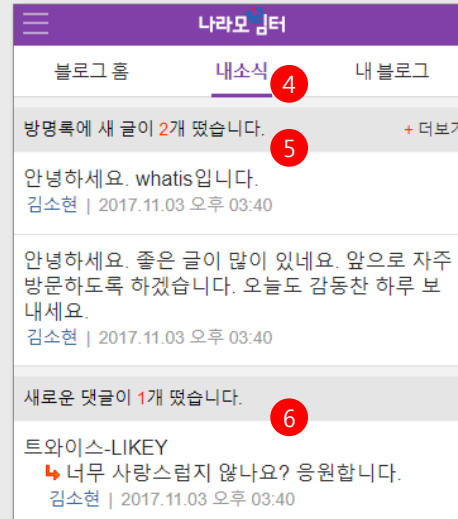 나라모임터
블로그 홈 내소식 내 블로그
4
방명록에 새 글이 2개 떴습니다. + 더보기
5
안녕하세요. whatis입니다.
김소현 | 2017.11.03 오후 03:40
안녕하세요. 좋은 글이 많이 있네요. 앞으로 자주
방문하도록 하겠습니다. 오늘도 감동찬 하루 보
내세요.
김소현 | 2017.11.03 오후 03:40
새로운 댓글이 1개 떴습니다.
6
트와이스-LIKEY
너무 사랑스럽지 않나요? 응원합니다.
김소현 | 2017.11.03 오후 03:40